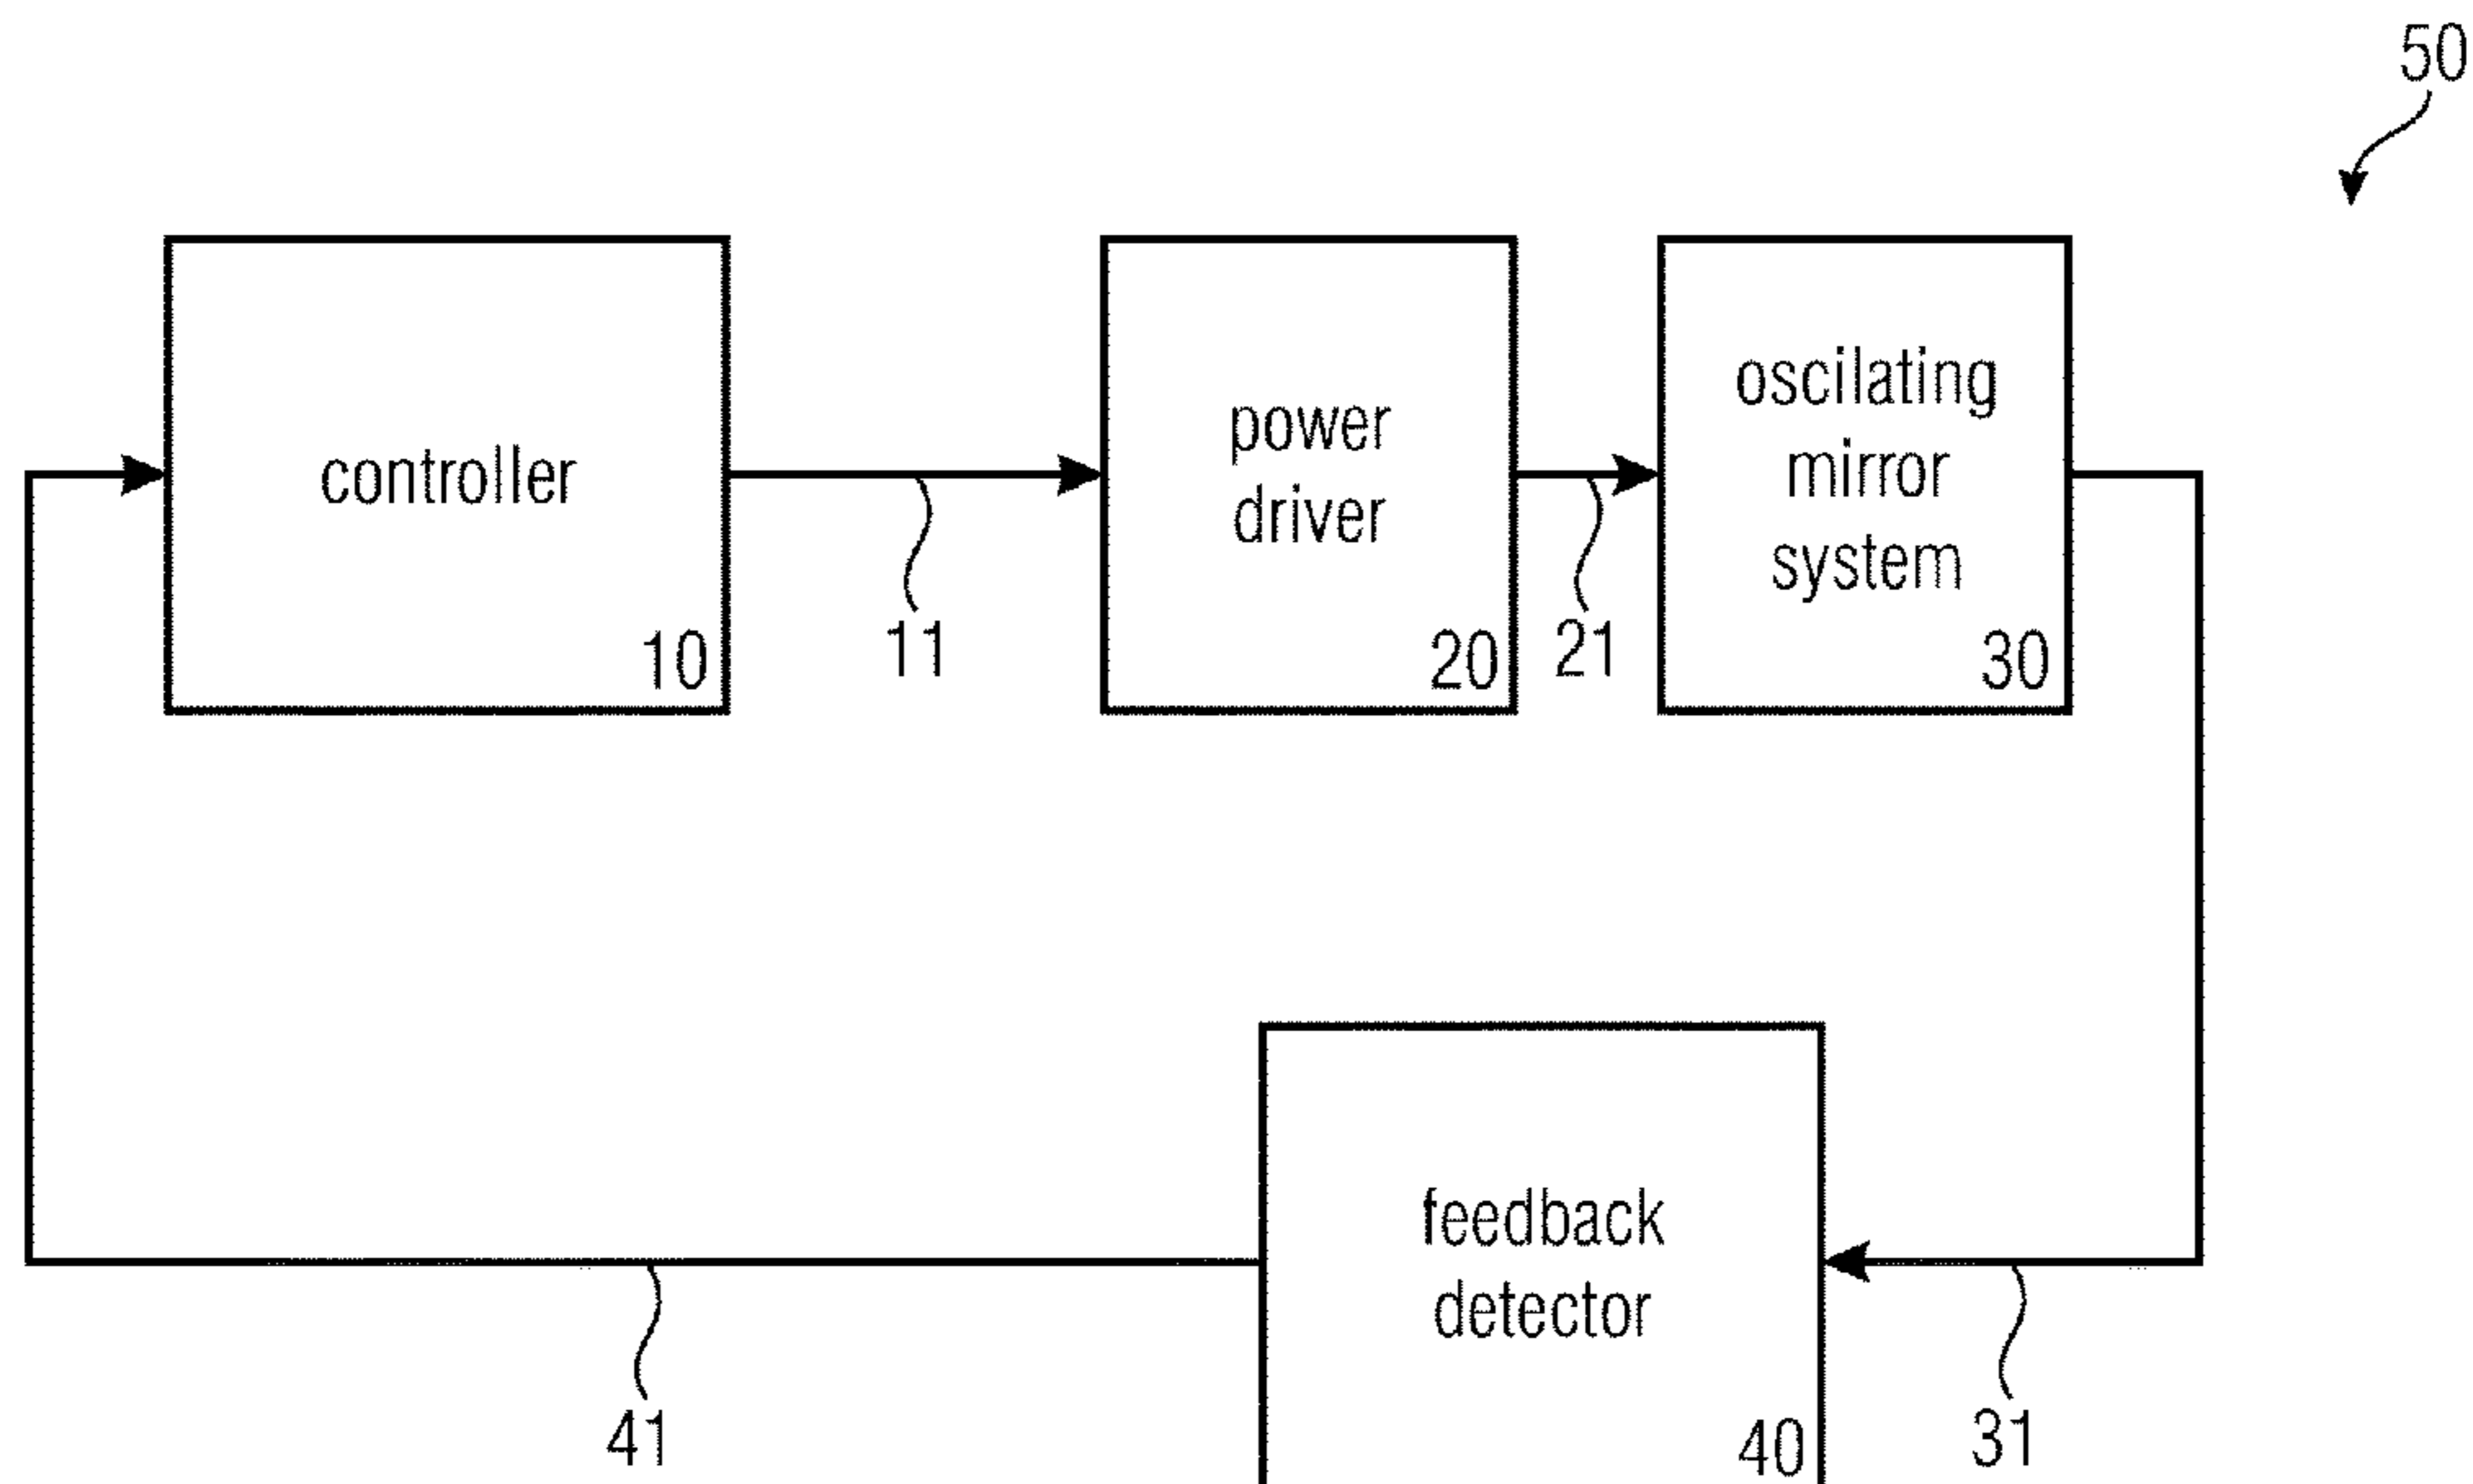 50
controller
10
11
power
driver
20
21
oscilating
mirror
system
30
feedback
detector
40
41
31